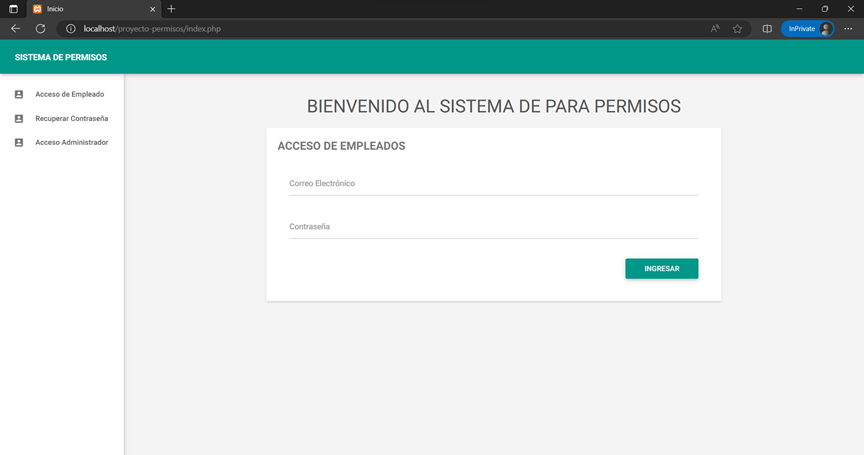 Inicio
localhost/proyecto-permisos/index.php
InPrivate
SISTEMA DE PERMISOS
Acceso de Empleado
Recuperar Contraseña
Acceso Administrador
BIENVENIDO AL SISTEMA DE PARA PERMISOS
ACCESO DE EMPLEADOS
Correo Electrónico
Contraseña
INGRESAR